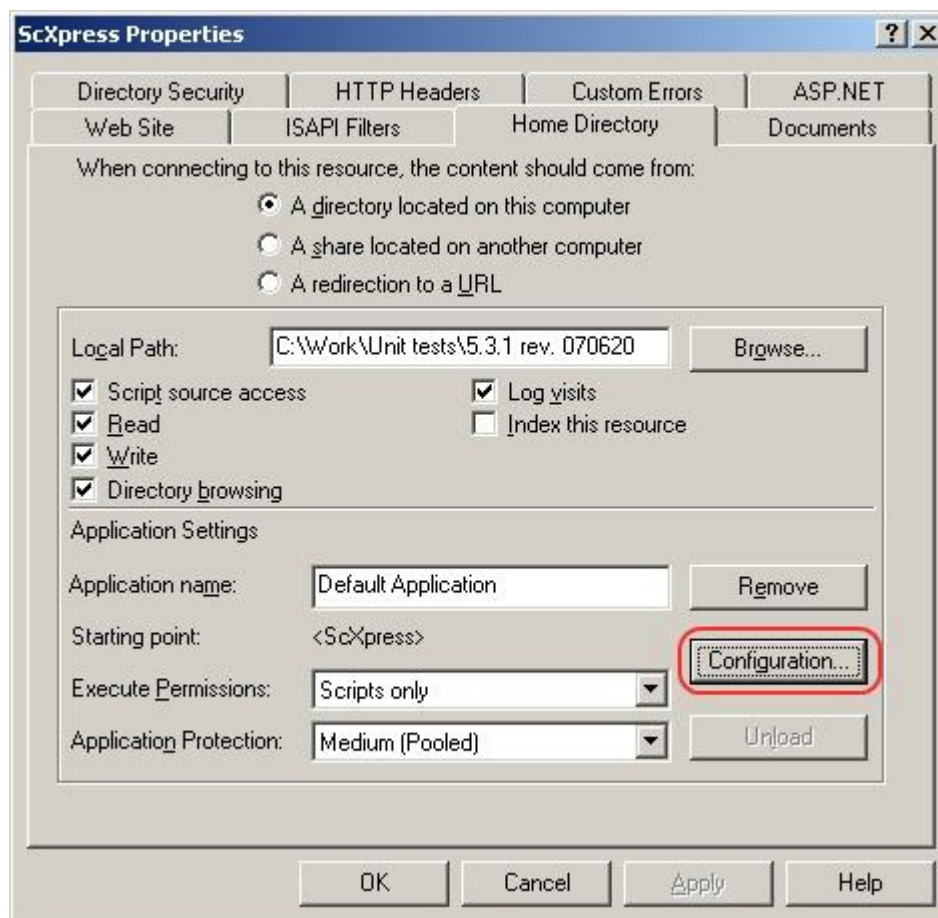 ScXpress Properties
Directory Security HTTP Headers Custom Errors ASP.NET
Web Site ISAPI Filters Home Directory Documents
When connecting to this resource, the content should come from:
A directory located on this computer
A share located on another computer
A redirection to a URL
Local Path: C:\Work\Unit tests\5.3.1 rev. 070620 Browse...
Script source access Log visits
Read Index this resource
Write
Directory browsing
Application Settings
Application name: Default Application Remove
Starting point: <ScXpress> Configuration...
Execute Permissions: Scripts only
Application Protection: Medium (Pooled) Unload
OK Cancel Apply Help